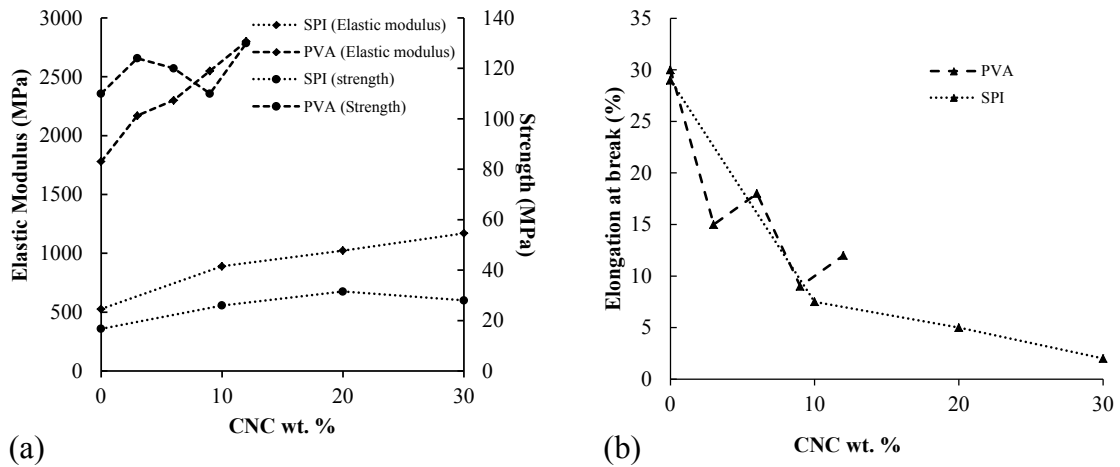 3000
2500
2000
1500
1000
500
0
Elastic Modulus (MPa)
SPI (Elastic modulus)
PVA (Elastic modulus)
SPI (strength)
PVA (Strength)
140
120
100
80
60
40
20
0
Strength (MPa)
0 10 20 30
CNC wt. %
(a)
35
30
25
20
15
10
5
0
Elongation at break (%)
PVA
SPI
0 10 20 30
CNC wt. %
(b)